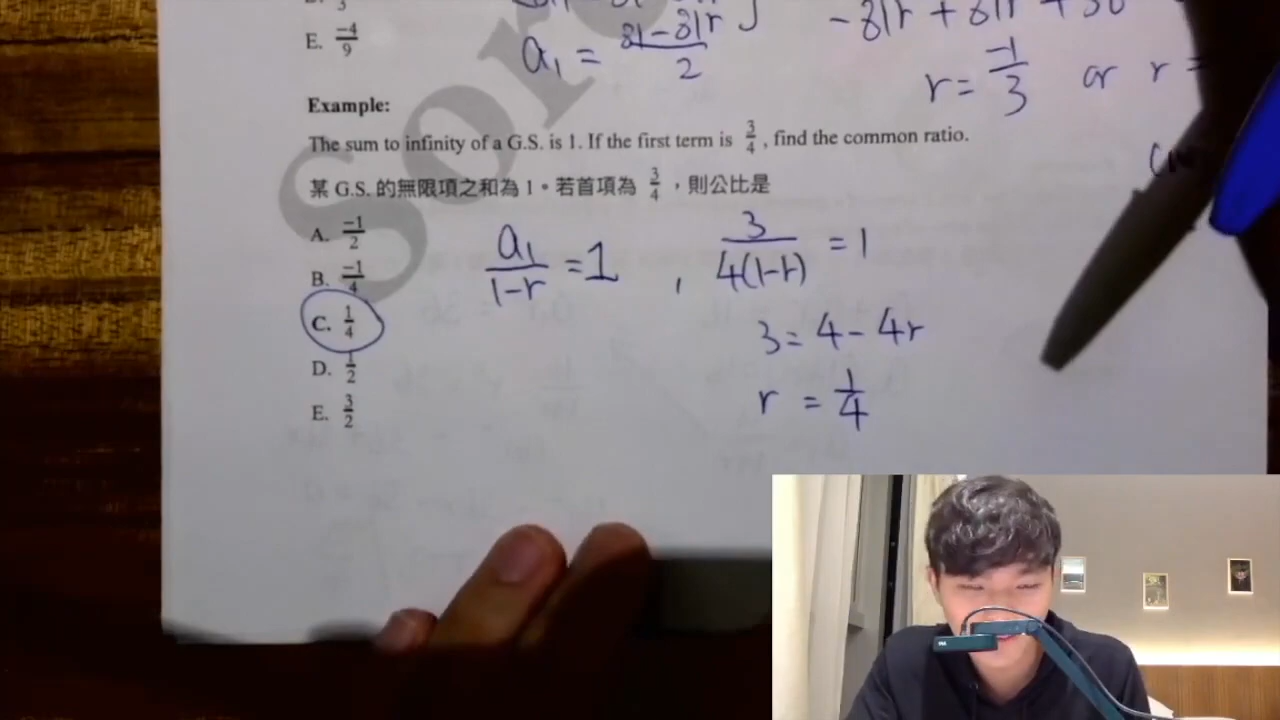 3
E. -4/9
a₁ = 81-81r / 2
-81r + 81r
r = -1/3 or r =
Example:
The sum to infinity of a G.S. is 1. If the first term is 3/4, find the common ratio.
某 G.S. 的無限項之和為 1。若首項為 3/4，則公比是
A. -1/2
B. -1/4
C. 1/4
D. 1/2
E. 3/2
a₁/1-r = 1 , 3/4(1-r) = 1
3 = 4 - 4r
r = 1/4